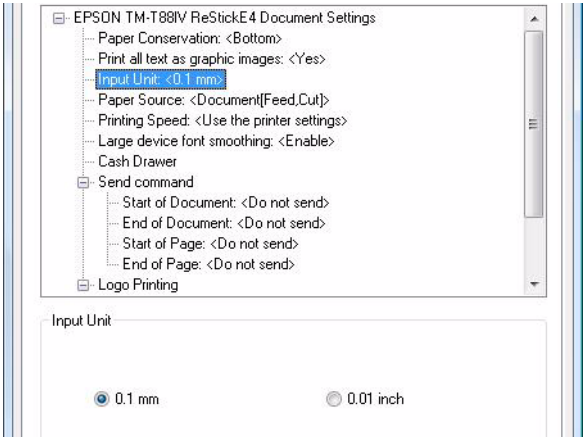 EPSON TM-T88IV ReStickE4 Document Settings
Paper Conservation: <Bottom>
Print all text as graphic images: <Yes>
Input Unit: <0.1 mm>
Paper Source: <Document[Feed,Cut]>
Printing Speed: <Use the printer settings>
Large device font smoothing: <Enable>
Cash Drawer
Send command
Start of Document: <Do not send>
End of Document: <Do not send>
Start of Page: <Do not send>
End of Page: <Do not send>
Logo Printing
Input Unit
0.1 mm 0.01 inch